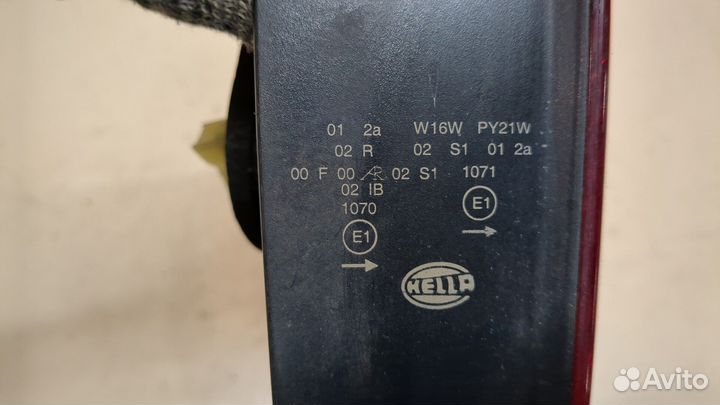 01 2a W16W PY21W
02 R 02 S1 01 2a
00 F 00 AR 02 S1 1071
02 IB
1070
E1
E1
HELLA
Avito